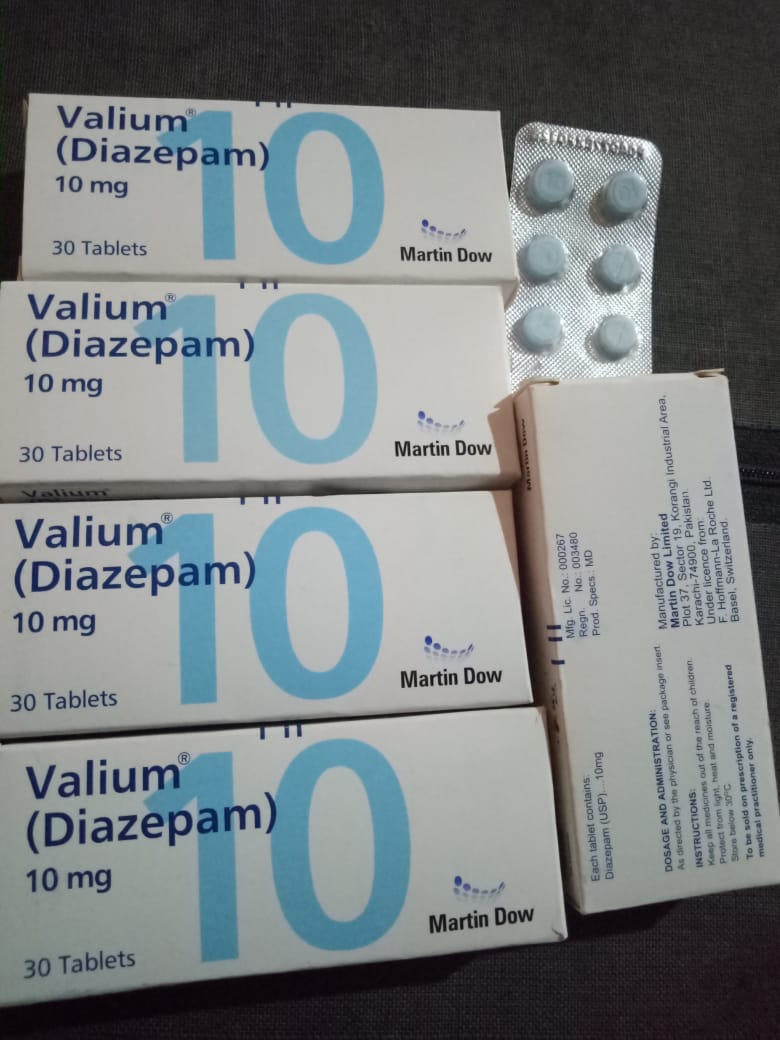 Valium®
(Diazepam)
10 mg
10
30 Tablets
Martin Dow
Valium®
(Diazepam)
10 mg
10
30 Tablets
Martin Dow
Valium
Valium®
(Diazepam)
10 mg
10
30 Tablets
Martin Dow
Valium®
(Diazepam)
10 mg
10
30 Tablets
Martin Dow
Martin Dow
Mfg. Lic. No.: 000267
Regn. No.: 003480
Prod. Specs.: MD
Each tablet contains:
Diazepam (USP)....10mg
Manufactured by:
Martin Dow Limited
Plot 37, Sector 19, Korangi Industrial Area,
Karachi-74900, Pakistan.
Under licence from:
F. Hoffmann-La Roche Ltd.
Basel, Switzerland.
DOSAGE AND ADMINISTRATION:
As directed by the physician or see package insert.
INSTRUCTIONS:
Keep all medicines out of the reach of children.
Protect from light, heat and moisture.
Store below 30°C
To be sold on prescription of a registered
medical practitioner only.